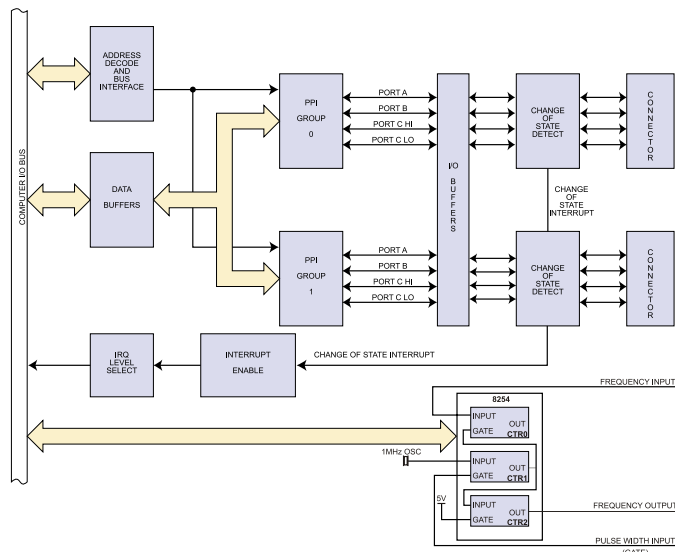 ADDRESS
DECODE
AND
BUS
INTERFACE
COMPUTER I/O BUS
DATA
BUFFERS
PPI
GROUP
0
PORT A
PORT B
PORT C HI
PORT C LO
I/O
BUFFERS
CHANGE
OF
STATE
DETECT
CONNECTOR
CHANGE
OF
STATE
INTERRUPT
PPI
GROUP
1
PORT A
PORT B
PORT C HI
PORT C LO
CHANGE
OF
STATE
DETECT
CONNECTOR
IRQ
LEVEL
SELECT
INTERRUPT
ENABLE
CHANGE OF STATE INTERRUPT
FREQUENCY INPUT
8254
INPUT
OUT
GATE
CTR0
1MHz OSC
INPUT
OUT
GATE
CTR1
5V
INPUT
OUT
GATE
CTR2
FREQUENCY OUTPUT
PULSE WIDTH INPUT
(GATE)